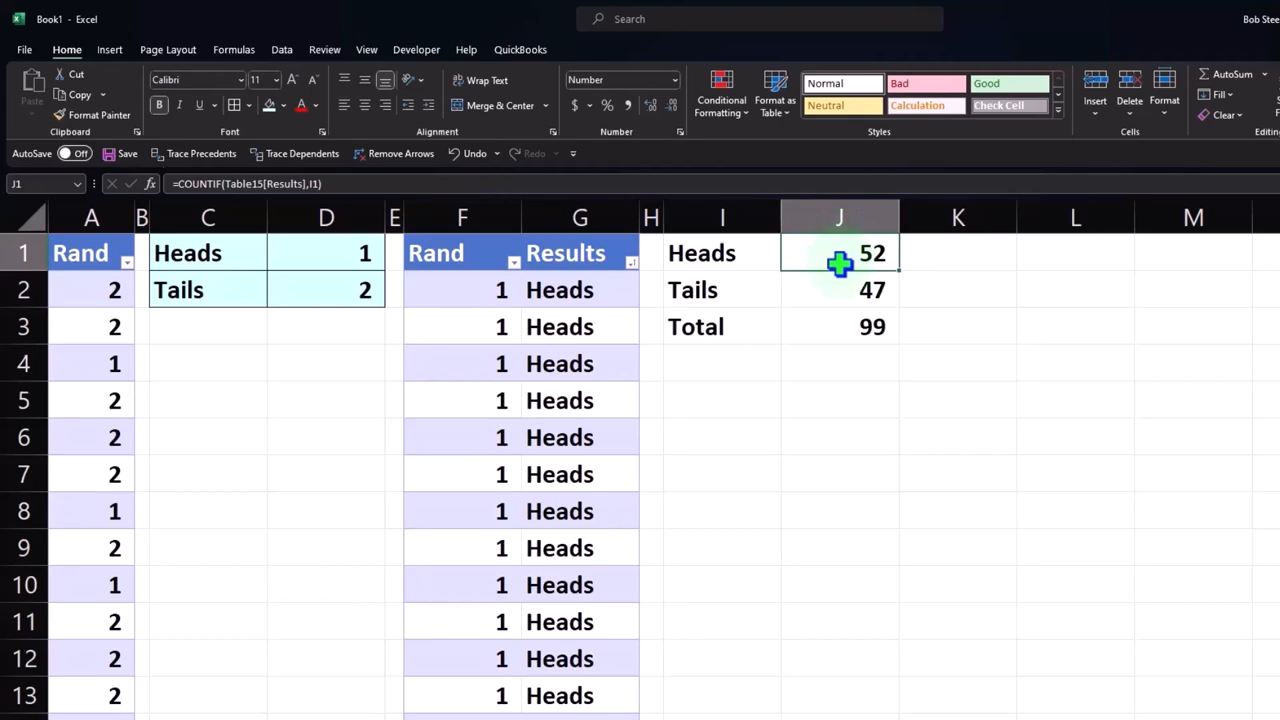 Book1 - Excel
Search
Bob Stee
File Home Insert Page Layout Formulas Data Review View Developer Help QuickBooks
Paste
Cut
Copy
Format Painter
Clipboard
Calibri 11
B I U
Font
Wrap Text
Merge & Center
Alignment
Number
$ % ,
Number
Conditional Formatting
Format as Table
Normal Bad Good
Neutral Calculation Check Cell
Styles
Insert Delete Format
Cells
AutoSum
Fill
Clear
Editing
AutoSave Off Save Trace Precedents Trace Dependents Remove Arrows Undo Redo
J1 fx =COUNTIF(Table15[Results],I1)
A B C D E F G H I J K L M
1 Rand Heads 1 Rand Results Heads 52
2 2 Tails 2 1 Heads Tails 47
3 2 1 Heads Total 99
4 1 1 Heads
5 2 1 Heads
6 2 1 Heads
7 2 1 Heads
8 1 1 Heads
9 2 1 Heads
10 1 1 Heads
11 2 1 Heads
12 2 1 Heads
13 2 1 Heads